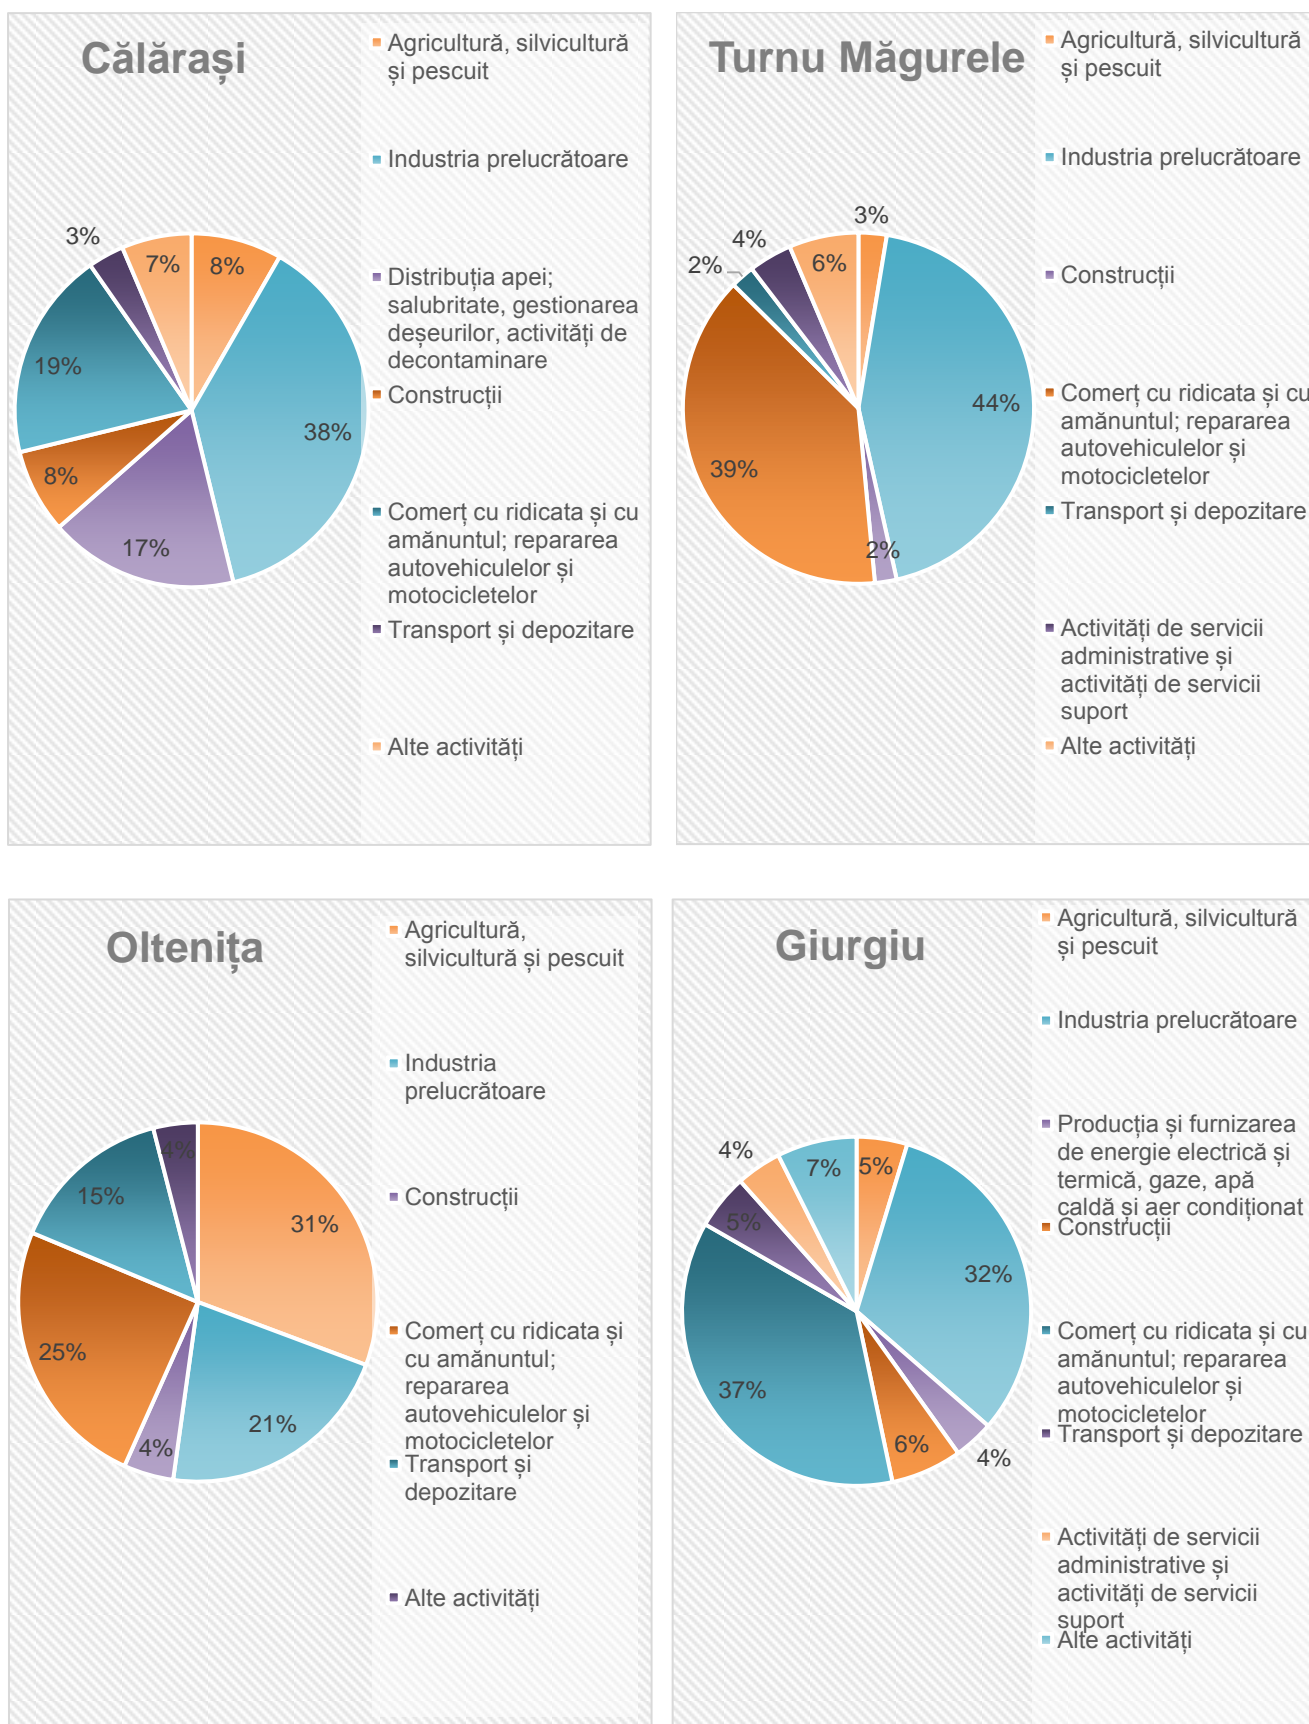 Călărași
Agricultură, silvicultură
și pescuit
Industria prelucrătoare
Distribuția apei;
salubritate, gestionarea
deșeurilor, activități de
decontaminare
Construcții
Comerț cu ridicata și cu
amănuntul; repararea
autovehiculelor și
motocicletelor
Transport și depozitare
Alte activități
8%
38%
17%
8%
19%
3%
7%
Turnu Măgurele
Agricultură, silvicultură
și pescuit
Industria prelucrătoare
Construcții
Comerț cu ridicata și cu
amănuntul; repararea
autovehiculelor și
motocicletelor
Transport și depozitare
Activități de servicii
administrative și
activități de servicii
suport
Alte activități
3%
44%
2%
39%
2%
4%
6%
Oltenița
Agricultură,
silvicultură și pescuit
Industria
prelucrătoare
Construcții
Comerț cu ridicata și
cu amănuntul;
repararea
autovehiculelor și
motocicletelor
Transport și
depozitare
Alte activități
31%
21%
4%
25%
15%
4%
Giurgiu
Agricultură, silvicultură
și pescuit
Industria prelucrătoare
Producția și furnizarea
de energie electrică și
termică, gaze, apă
caldă și aer condiționat
Construcții
Comerț cu ridicata și cu
amănuntul; repararea
autovehiculelor și
motocicletelor
Transport și depozitare
Activități de servicii
administrative și
activități de servicii
suport
Alte activități
5%
32%
4%
6%
37%
5%
4%
7%